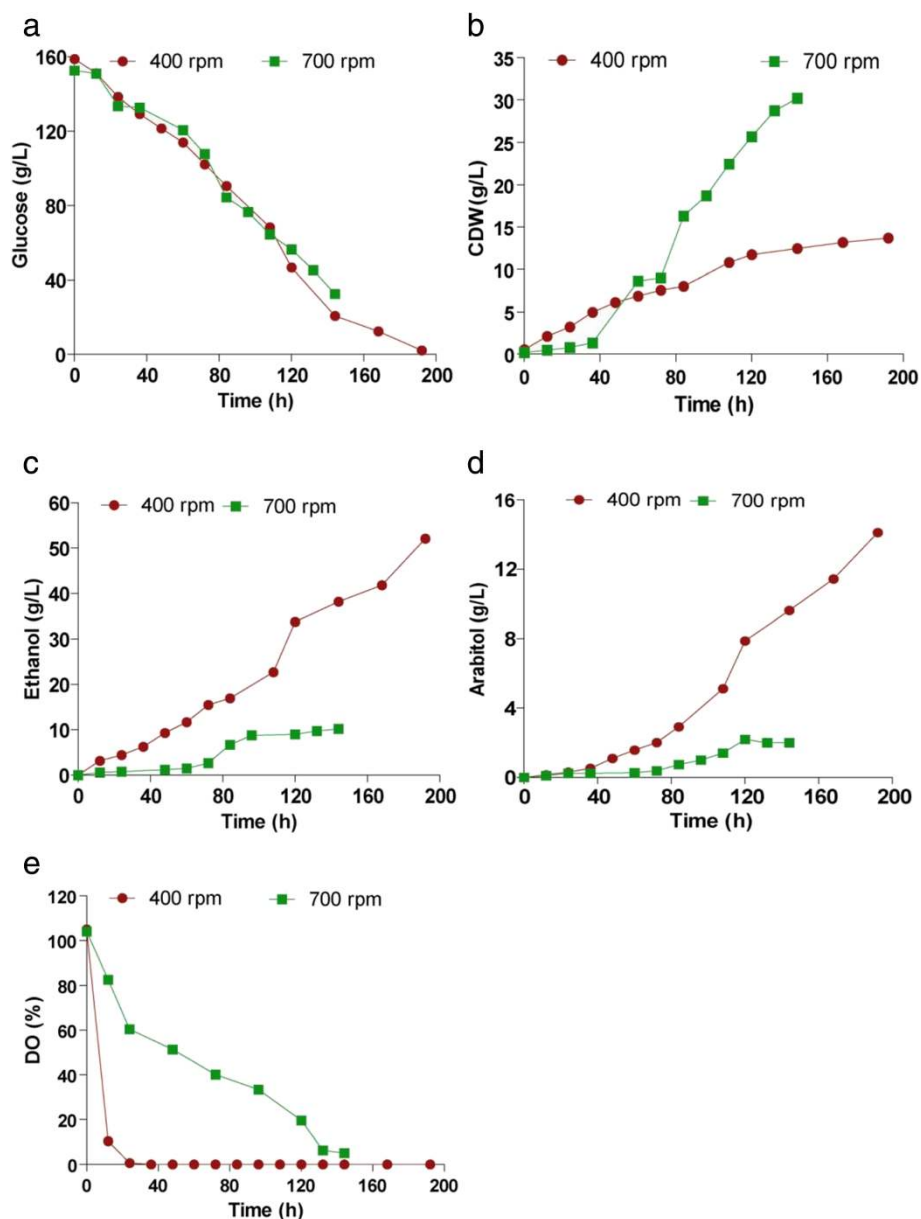 a
400 rpm 700 rpm
160
120
80
40
0
Glucose (g/L)
0 40 80 120 160 200
Time (h)
b
400 rpm 700 rpm
35
30
25
20
15
10
5
0
CDW(g/L)
0 40 80 120 160 200
Time (h)
c
400 rpm 700 rpm
60
50
40
30
20
10
0
Ethanol (g/L)
0 40 80 120 160 200
Time (h)
d
400 rpm 700 rpm
16
12
8
4
0
Arabitol (g/L)
0 40 80 120 160 200
Time (h)
e
400 rpm 700 rpm
120
100
80
60
40
20
0
DO (%)
0 40 80 120 160 200
Time (h)